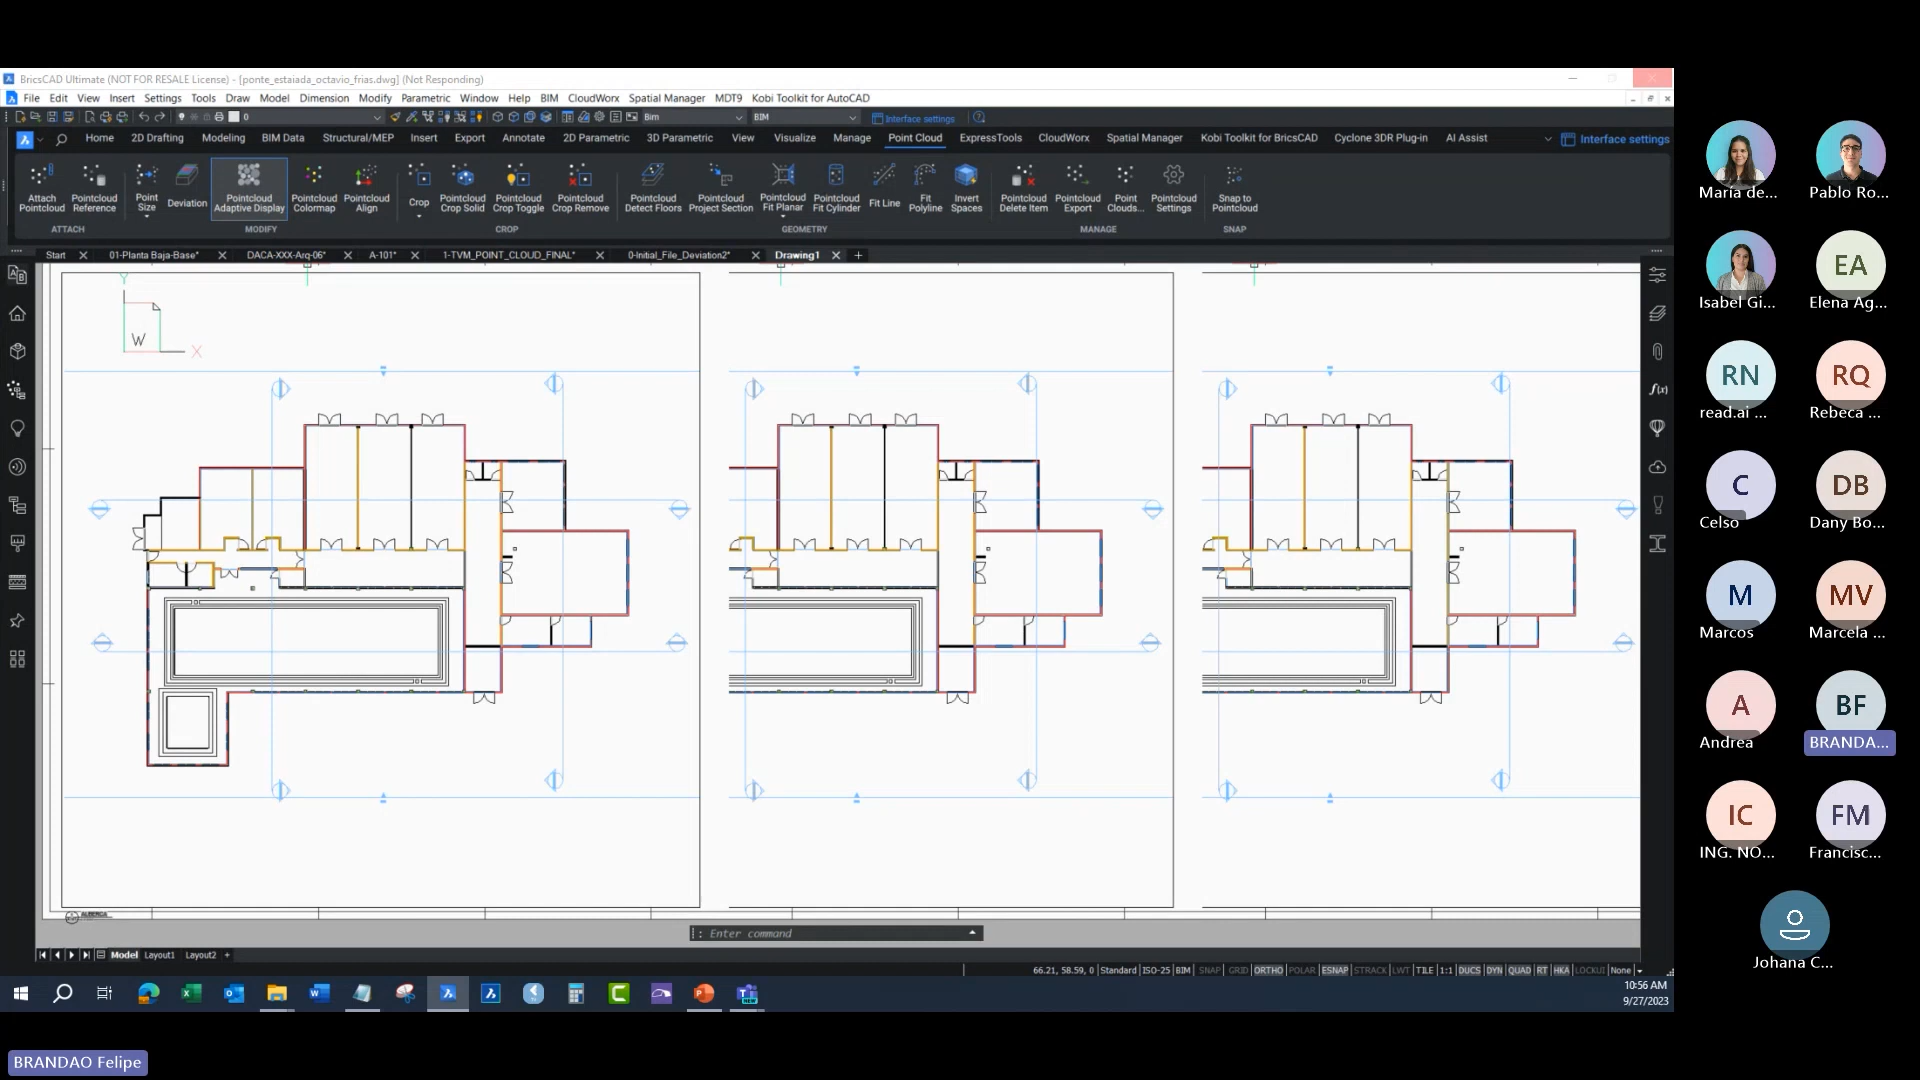 BricsCAD Ultimate (NOT FOR RESALE License) - [ponte_estaiada_octavio_frias.dwg] (Not Responding)
File Edit View Insert Settings Tools Draw Model Dimension Modify Parametric Window Help BIM CloudWorx Spatial Manager MDT9 Kobi Toolkit for AutoCAD
0 Bim BIM Interface settings
Home 2D Drafting Modeling BIM Data Structural/MEP Insert Export Annotate 2D Parametric 3D Parametric View Visualize Manage Point Cloud ExpressTools CloudWorx Spatial Manager Kobi Toolkit for BricsCAD Cyclone 3DR Plug-in AI Assist Interface settings
Attach Pointcloud
Pointcloud Reference
Point Size
Deviation
Pointcloud Adaptive Display
Pointcloud Colormap
Pointcloud Align
Crop
Pointcloud Crop Solid
Pointcloud Crop Toggle
Pointcloud Crop Remove
Pointcloud Detect Floors
Pointcloud Project Section
Pointcloud Fit Planar
Pointcloud Fit Cylinder
Fit Line
Fit Polyline
Invert Spaces
Pointcloud Delete Item
Pointcloud Export
Point Clouds...
Pointcloud Settings
Snap to Pointcloud
ATTACH MODIFY CROP GEOMETRY MANAGE SNAP
Start 01-Planta Baja-Base* DACA-XXX-Arq-06* A-101* 1-TVM_POINT_CLOUD_FINAL* 0-Initial_File_Deviation2* Drawing1
Y
W
X
ALBERCA
: Enter command
Model Layout1 Layout2 +
66.21, 58.59, 0 Standard ISO-25 BIM SNAP GRID ORTHO POLAR ESNAP STRACK LWT TILE 1:1 DUCS DYN QUAD RT HKA LOCKUI None
10:56 AM
9/27/2023
María de...
Pablo Ro...
Isabel Gi...
EA
Elena Ag...
RN
read.ai ...
RQ
Rebeca ...
C
Celso
DB
Dany Bo...
M
Marcos
MV
Marcela ...
A
Andrea
BF
BRANDA...
IC
ING. NO...
FM
Francisc...
Johana C...
BRANDAO Felipe